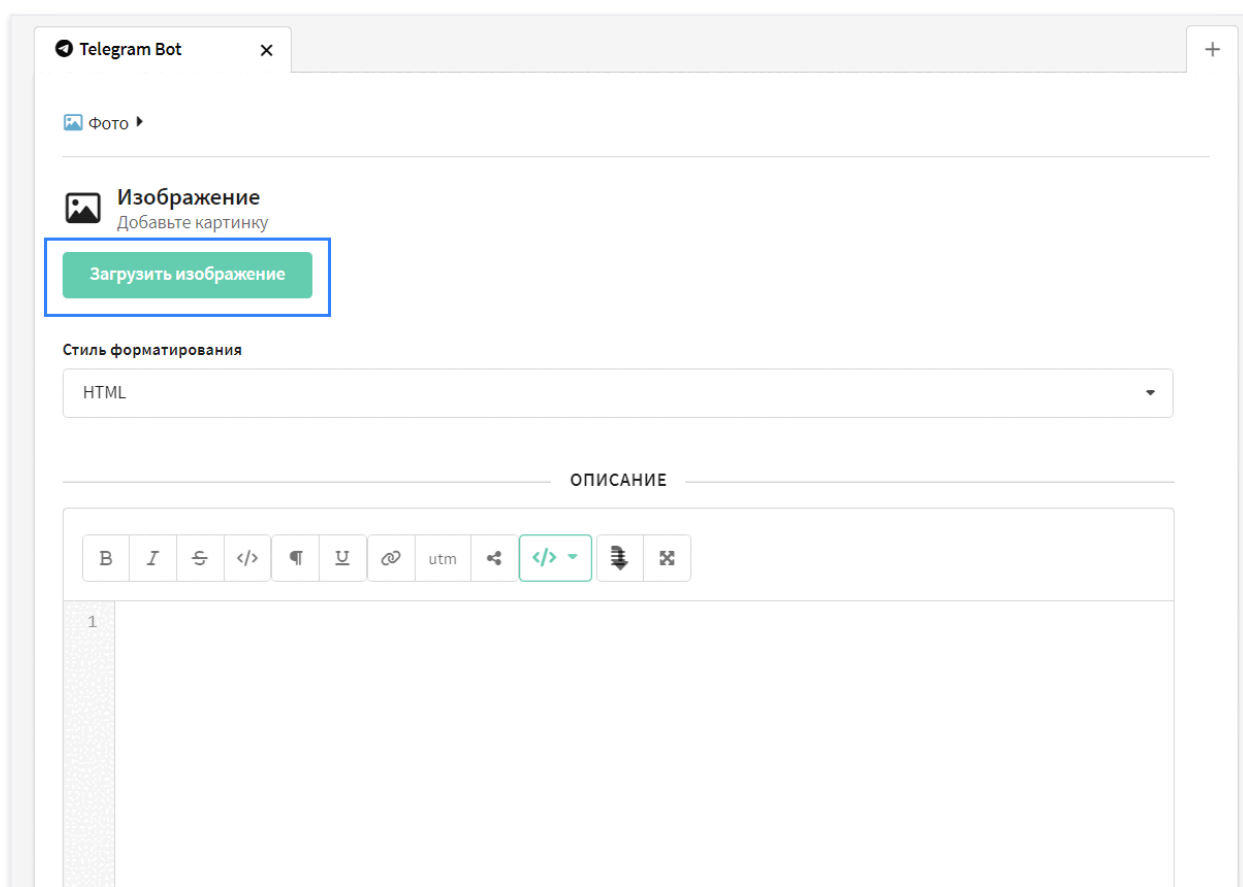 Telegram Bot
Фото
Изображение
Добавьте картинку
Загрузить изображение
Стиль форматирования
HTML
ОПИСАНИЕ
B I S </> ¶ U utm </>
1